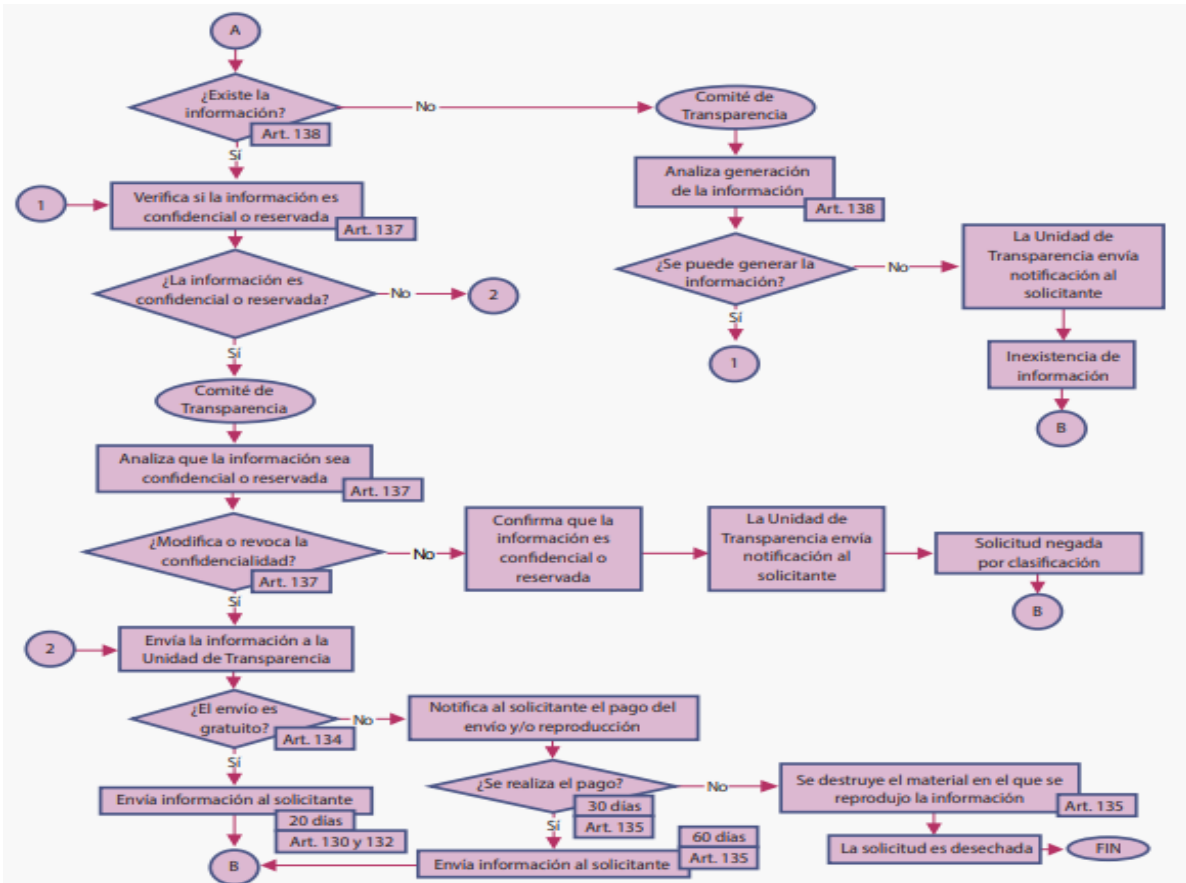 A
¿Existe la
información?
Art. 138
No
Comité de
Transparencia
Sí
Analiza generación
de la información
Art. 138
1
Verifica si la información es
confidencial o reservada
Art. 137
¿Se puede generar la
información?
No
La Unidad de
Transparencia envía
notificación al
solicitante
¿La información es
confidencial o reservada?
No
2
Sí
1
Inexistencia de
información
B
Sí
Comité de
Transparencia
Analiza que la información sea
confidencial o reservada
Art. 137
¿Modifica o revoca la
confidencialidad?
Art. 137
No
Confirma que la
información es
confidencial o
reservada
La Unidad de
Transparencia envía
notificación al
solicitante
Solicitud negada
por clasificación
B
Sí
2
Envía la información a la
Unidad de Transparencia
¿El envío es
gratuito?
Art. 134
No
Notifica al solicitante el pago del
envío y/o reproducción
Sí
¿Se realiza el pago?
30 días
Art. 135
No
Se destruye el material en el que se
reprodujo la información
Art. 135
Envía información al solicitante
20 días
Art. 130 y 132
Sí
60 días
Art. 135
Envía información al solicitante
La solicitud es desechada
FIN
B